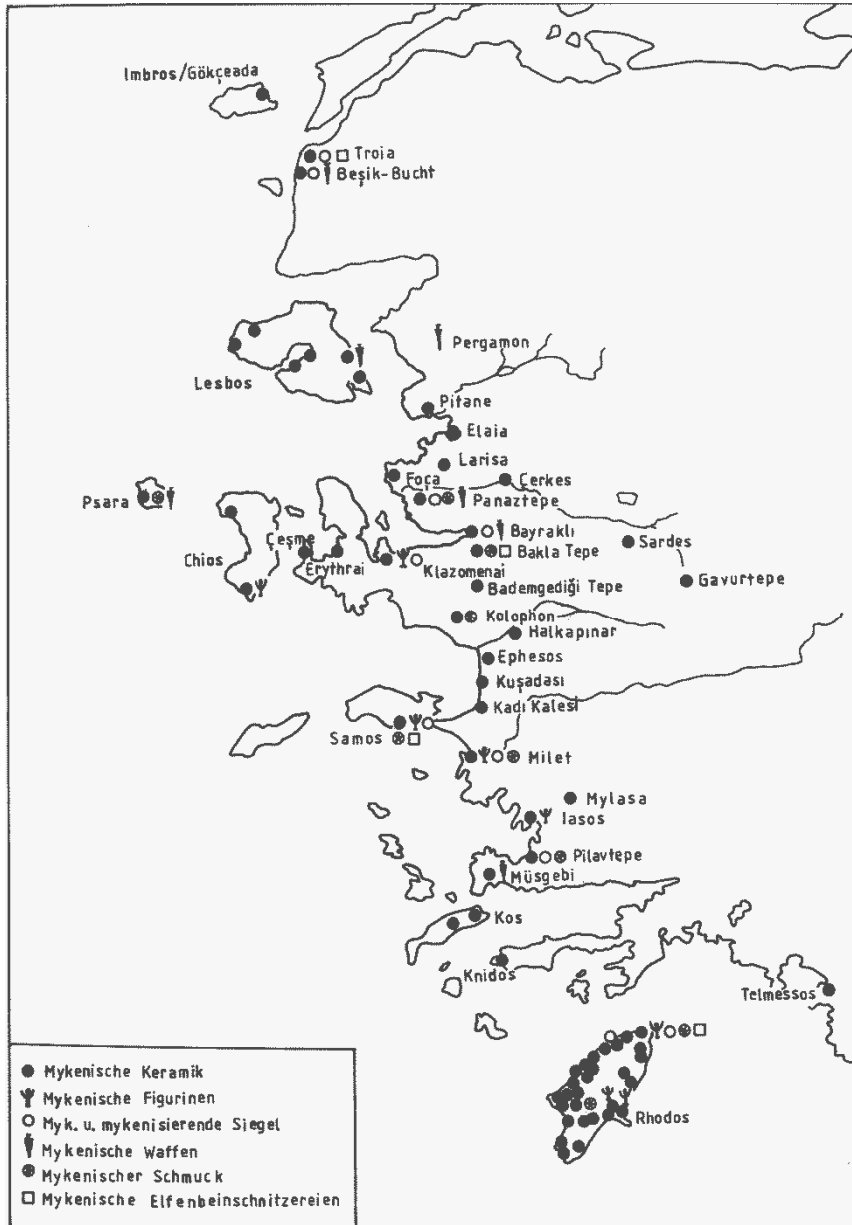 Imbros/Gökçeada
Troia
Beşik-Bucht
Pergamon
Lesbos
Pitane
Elaia
Larisa
Foça
Çerkes
Psara
Panaztepe
Bayraklı
Çeşme
Sardes
Chios
Bakla Tepe
Erythrai
Klazomenai
Gavurtepe
Bademgediği Tepe
Kolophon
Halkapınar
Ephesos
Kuşadası
Kadı Kalesi
Samos
Milet
Mylasa
Iasos
Pilavtepe
Müsgebi
Kos
Knidos
Telmessos
Rhodos
Mykenische Keramik
Mykenische Figurinen
Myk. u. mykenisierende Siegel
Mykenische Waffen
Mykenischer Schmuck
Mykenische Elfenbeinschnitzereien